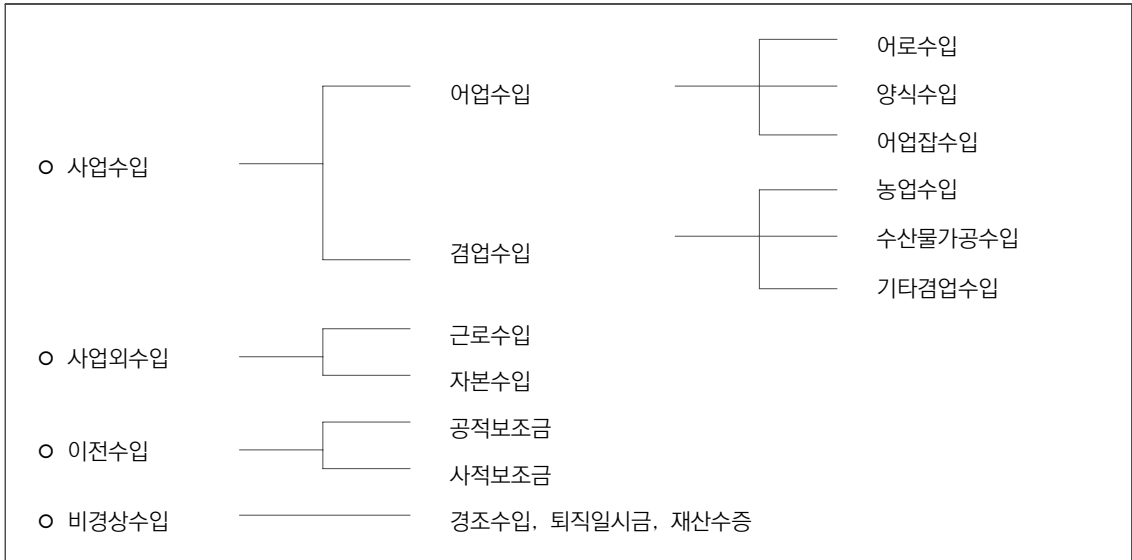 어로수입
어업수입
양식수입
어업잡수입
○ 사업수입
농업수입
겸업수입
수산물가공수입
기타겸업수입
근로수입
○ 사업외수입
자본수입
공적보조금
○ 이전수입
사적보조금
○ 비경상수입
경조수입, 퇴직일시금, 재산수증